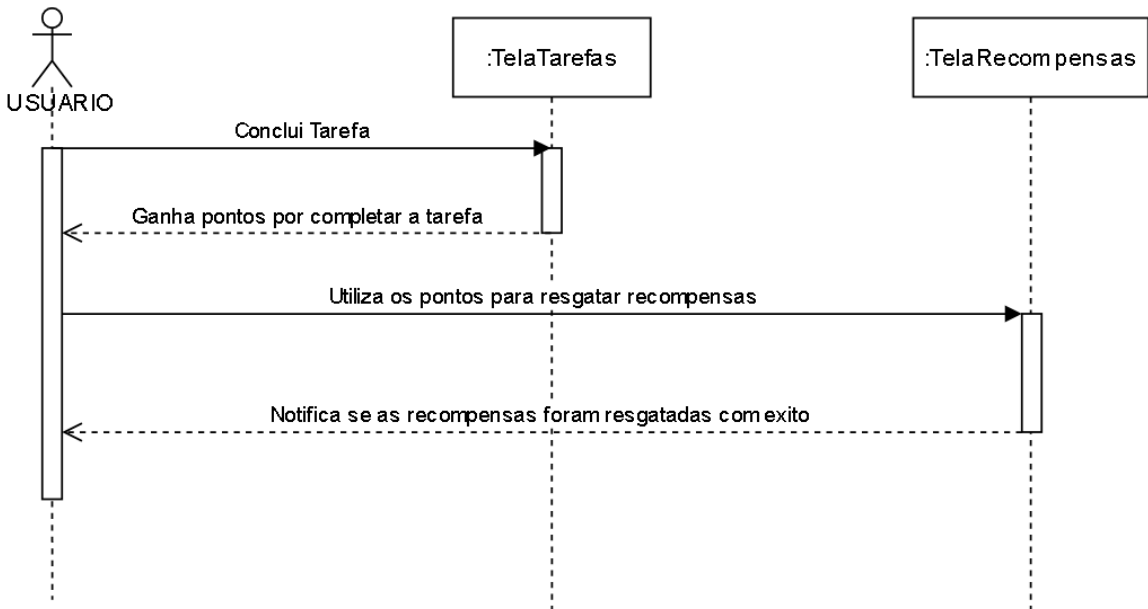 :TelaTarefas
:TelaRecompensas
USUARIO
Conclui Tarefa
Ganha pontos por completar a tarefa
Utiliza os pontos para resgatar recompensas
Notifica se as recompensas foram resgatadas com exito